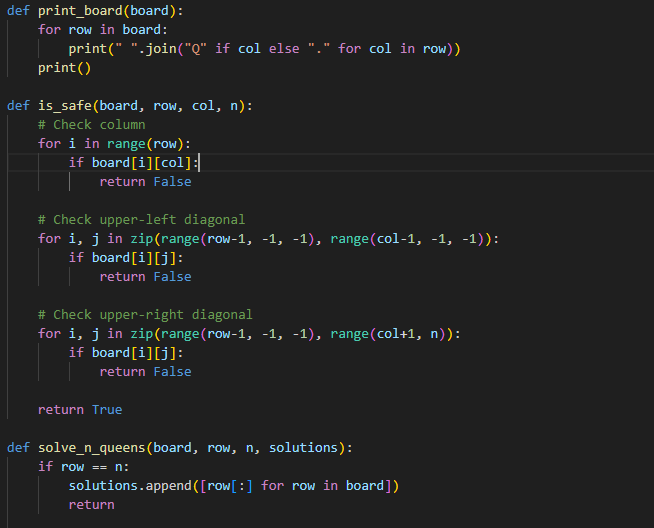 def print_board(board):
    for row in board:
        print(" ".join("Q" if col else "." for col in row))
    print()

def is_safe(board, row, col, n):
    # Check column
    for i in range(row):
        if board[i][col]:
            return False

    # Check upper-left diagonal
    for i, j in zip(range(row-1, -1, -1), range(col-1, -1, -1)):
        if board[i][j]:
            return False

    # Check upper-right diagonal
    for i, j in zip(range(row-1, -1, -1), range(col+1, n)):
        if board[i][j]:
            return False

    return True

def solve_n_queens(board, row, n, solutions):
    if row == n:
        solutions.append([row[:] for row in board])
        return